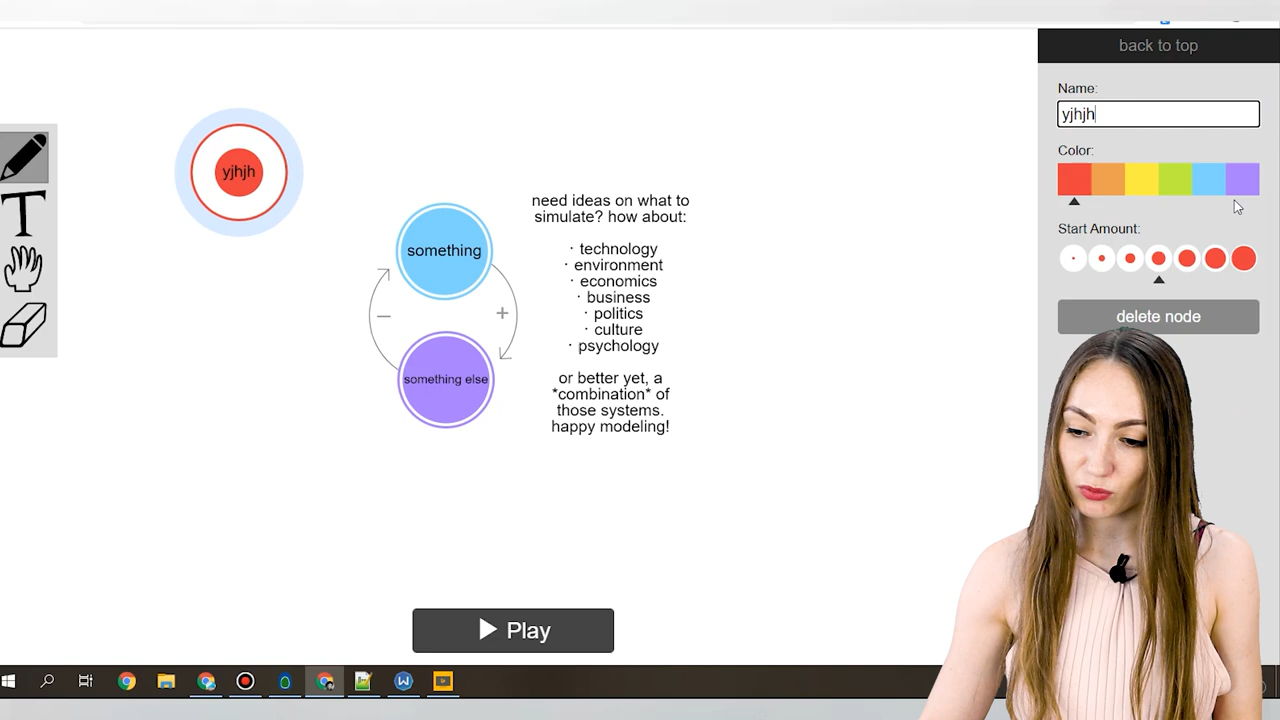 back to top
Name:
yjhjh
Color:
Start Amount:
delete node
yjhjh
something
something else
−
+
need ideas on what to
simulate? how about:
· technology
· environment
· economics
· business
· politics
· culture
· psychology
or better yet, a
*combination* of
those systems.
happy modeling!
Play